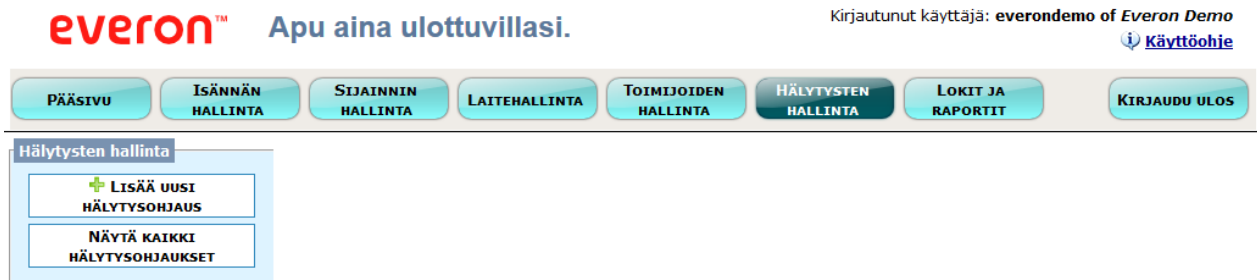 everon™ Apu aina ulottuvillasi.
Kirjautunut käyttäjä: everondemo of Everon Demo
Käyttöohje
PÄÄSIVU
ISÄNNÄN
HALLINTA
SIJAINNIN
HALLINTA
LAITEHALLINTA
TOIMIJOIDEN
HALLINTA
HÄLYTYSTEN
HALLINTA
LOKIT JA
RAPORTIT
KIRJAUDU ULOS
Hälytysten hallinta
LISÄÄ UUSI
HÄLYTYSOHJAUS
NÄYTÄ KAIKKI
HÄLYTYSOHJAUKSET